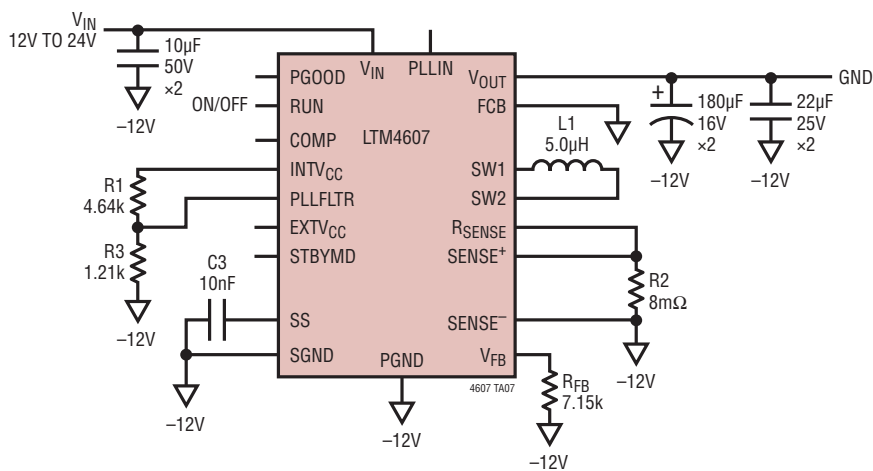 VIN
12V TO 24V
10µF
50V
×2
–12V
PGOOD
ON/OFF
RUN
COMP
INTVCC
PLLFLTR
EXTVCC
STBYMD
SS
SGND
VIN
PLLIN
LTM4607
PGND
VOUT
FCB
SW1
SW2
RSENSE
SENSE+
SENSE–
VFB
R1
4.64k
R3
1.21k
–12V
C3
10nF
–12V
–12V
L1
5.0µH
GND
+
180µF
16V
×2
–12V
22µF
25V
×2
–12V
R2
8mΩ
–12V
RFB
7.15k
–12V
4607 TA07